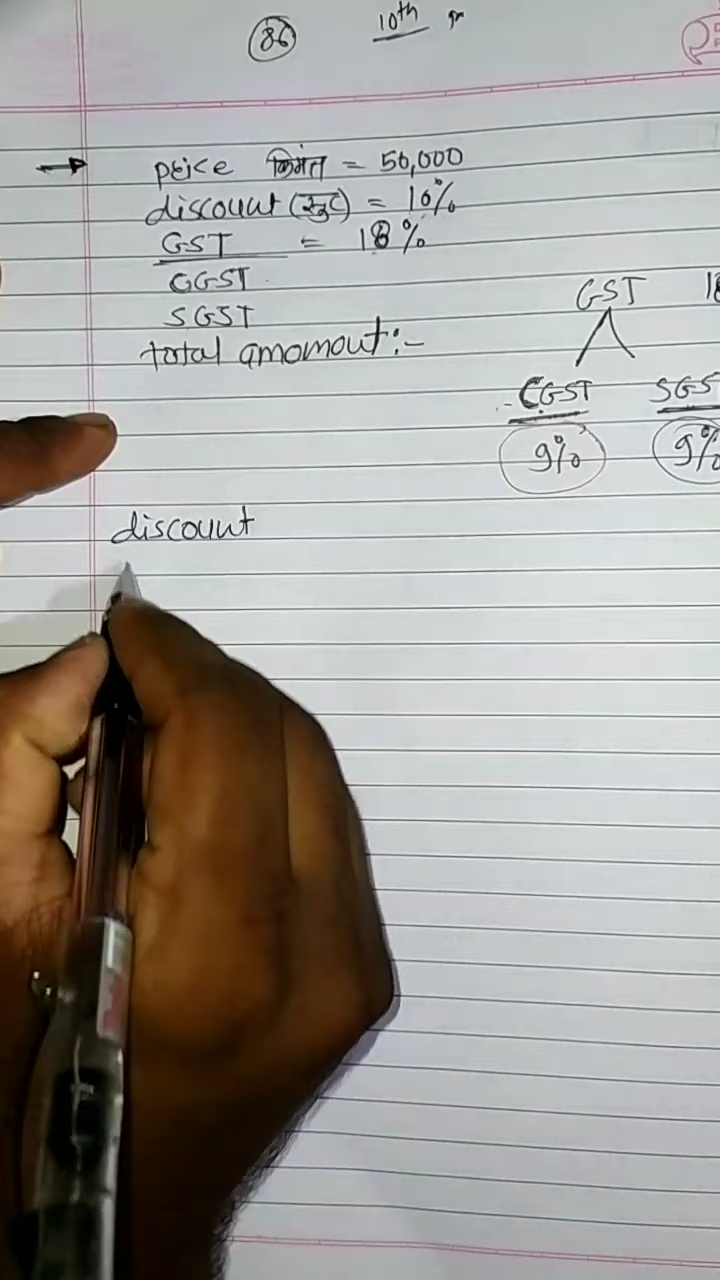 86 10th
→ price किंमत = 50,000
discount (सूट) = 10%
GST = 18%
CGST
SGST
total amomout:-
GST 18
CGST SGST
9% 9%
discount